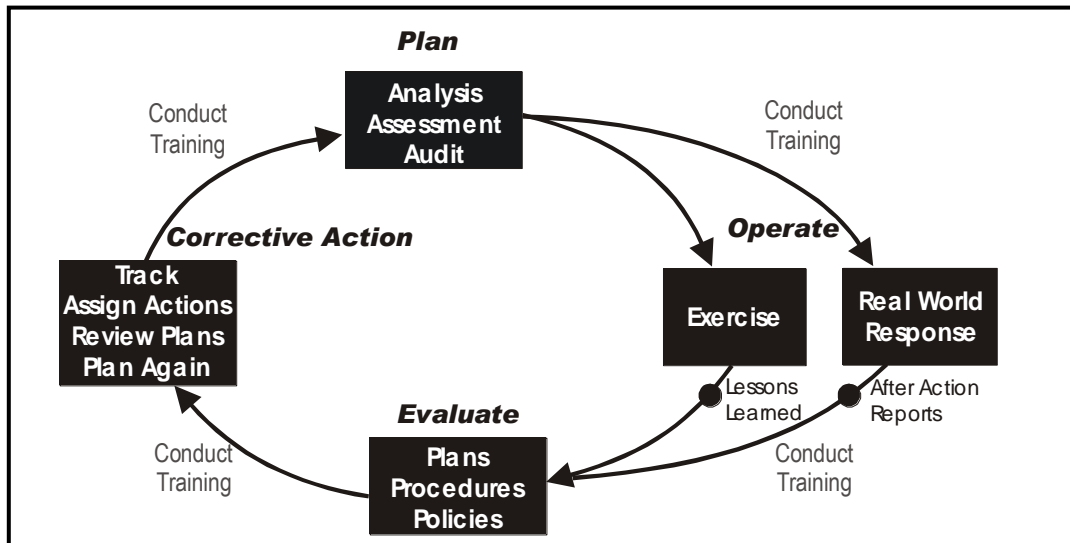 Plan
Analysis
Assessment
Audit
Conduct
Training
Conduct
Training
Operate
Exercise
Real World
Response
Lessons
Learned
After Action
Reports
Conduct
Training
Evaluate
Plans
Procedures
Policies
Conduct
Training
Corrective Action
Track
Assign Actions
Review Plans
Plan Again